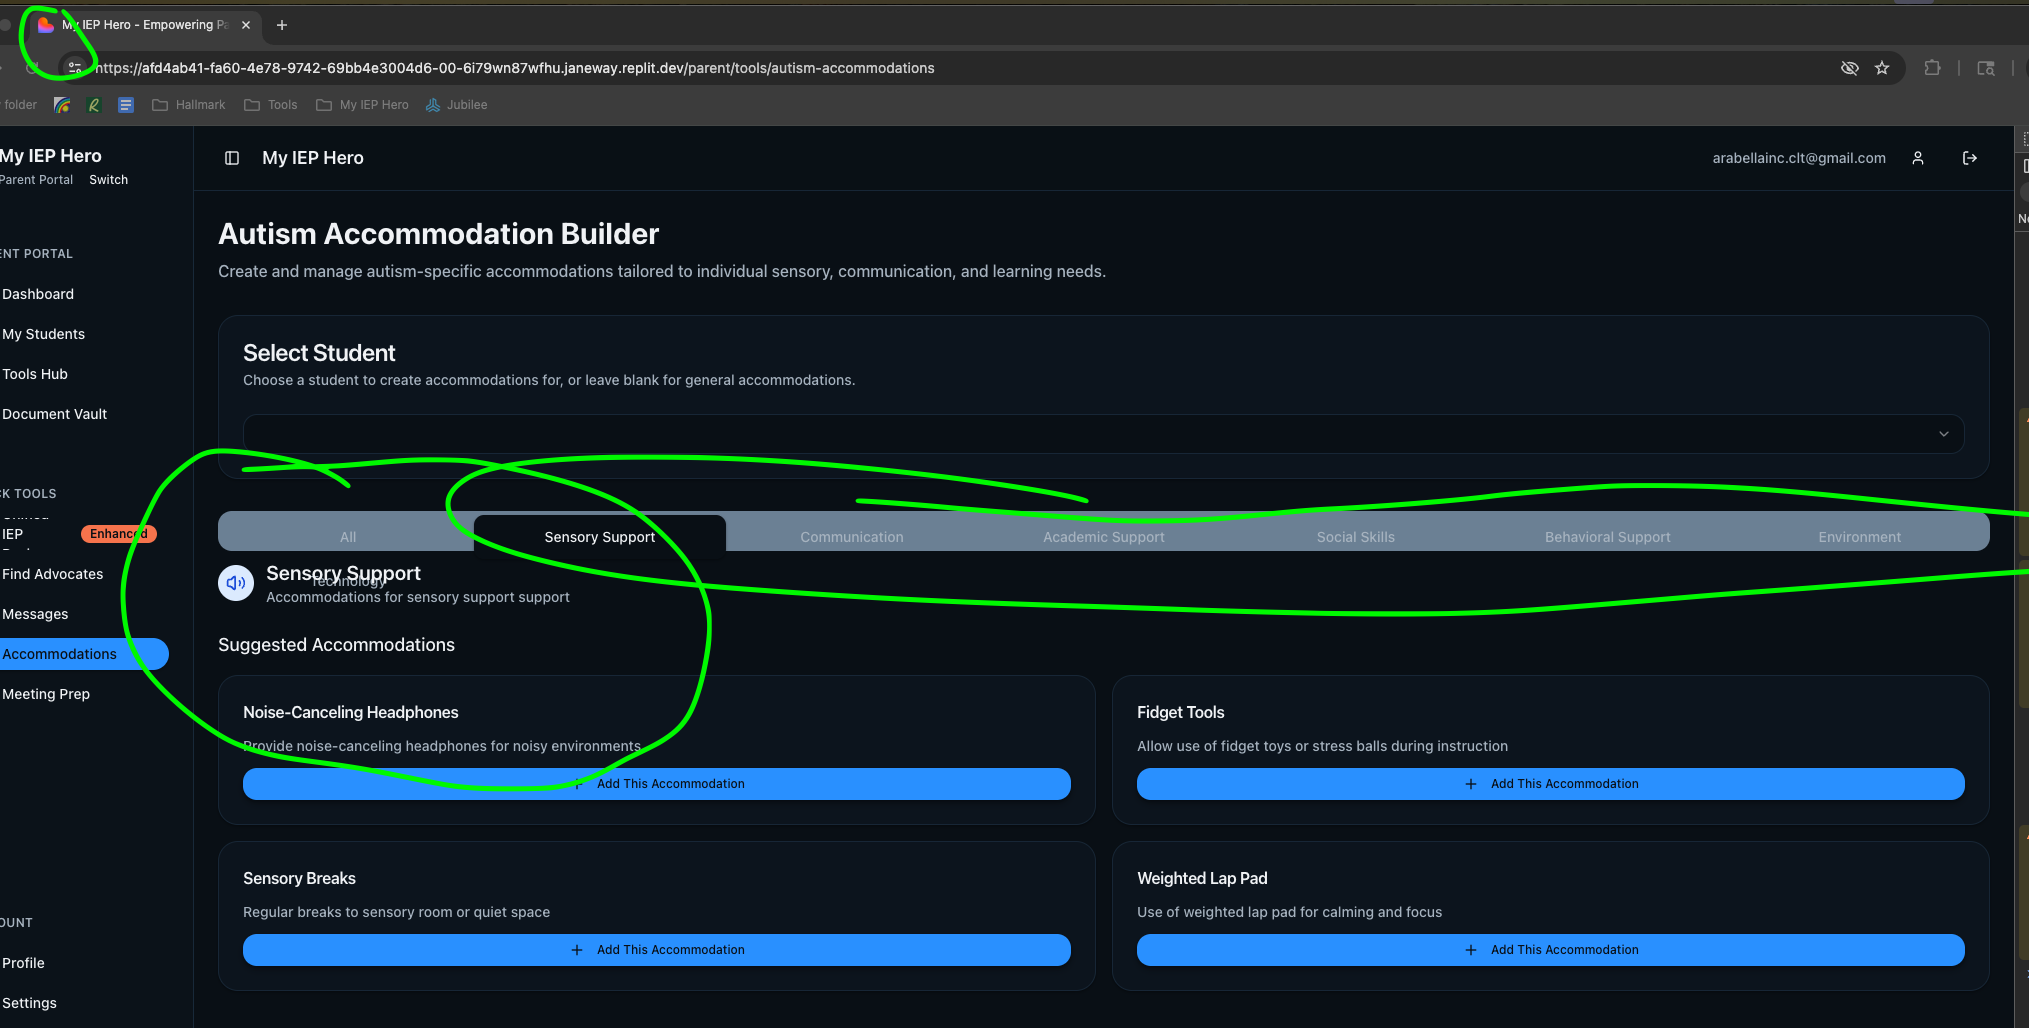 My IEP Hero - Empowering Pa
https://afd4ab41-fa60-4e78-9742-69bb4e3004d6-00-6i79wn87wfhu.janeway.replit.dev/parent/tools/autism-accommodations
folder
Hallmark
Tools
My IEP Hero
Jubilee
My IEP Hero
Parent Portal Switch
ENT PORTAL
Dashboard
My Students
Tools Hub
Document Vault
CK TOOLS
IEP
Enhanced
Find Advocates
Messages
Accommodations
Meeting Prep
OUNT
Profile
Settings
My IEP Hero
arabellainc.clt@gmail.com
Autism Accommodation Builder
Create and manage autism-specific accommodations tailored to individual sensory, communication, and learning needs.
Select Student
Choose a student to create accommodations for, or leave blank for general accommodations.
All
Sensory Support
Communication
Academic Support
Social Skills
Behavioral Support
Environment
Technology
Sensory Support
Accommodations for sensory support support
Suggested Accommodations
Noise-Canceling Headphones
Provide noise-canceling headphones for noisy environments
+ Add This Accommodation
Fidget Tools
Allow use of fidget toys or stress balls during instruction
+ Add This Accommodation
Sensory Breaks
Regular breaks to sensory room or quiet space
+ Add This Accommodation
Weighted Lap Pad
Use of weighted lap pad for calming and focus
+ Add This Accommodation